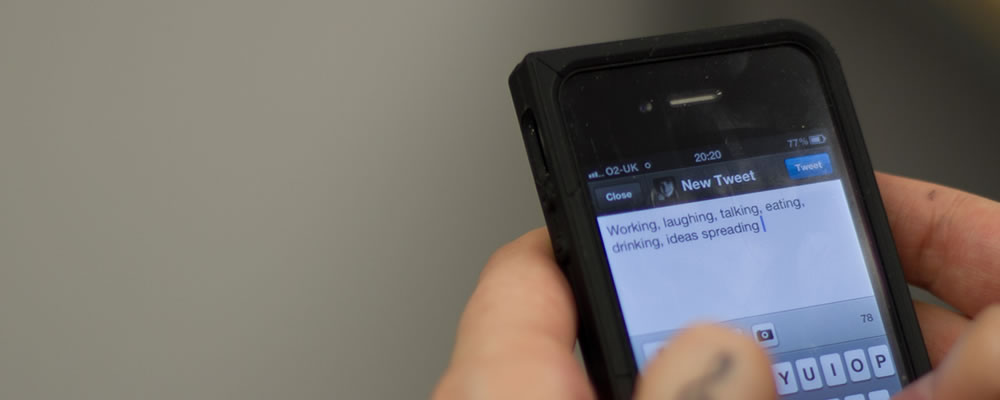 O2-UK 20:20 77%
Close New Tweet Tweet
Working, laughing, talking, eating,
drinking, ideas spreading
78
Y U I O P